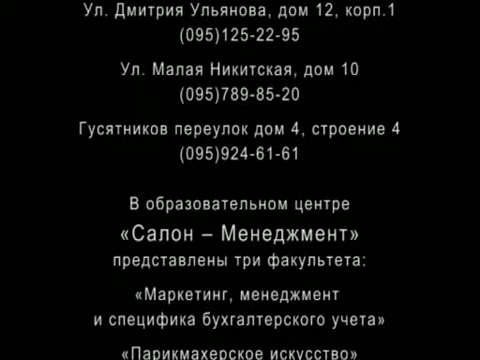 Ул. Дмитрия Ульянова, дом 12, корп.1
(095)125-22-95
Ул. Малая Никитская, дом 10
(095)789-85-20
Гусятников переулок дом 4, строение 4
(095)924-61-61
В образовательном центре
«Салон – Менеджмент»
представлены три факультета:
«Маркетинг, менеджмент
и специфика бухгалтерского учета»
«Парикмахерское искусство»